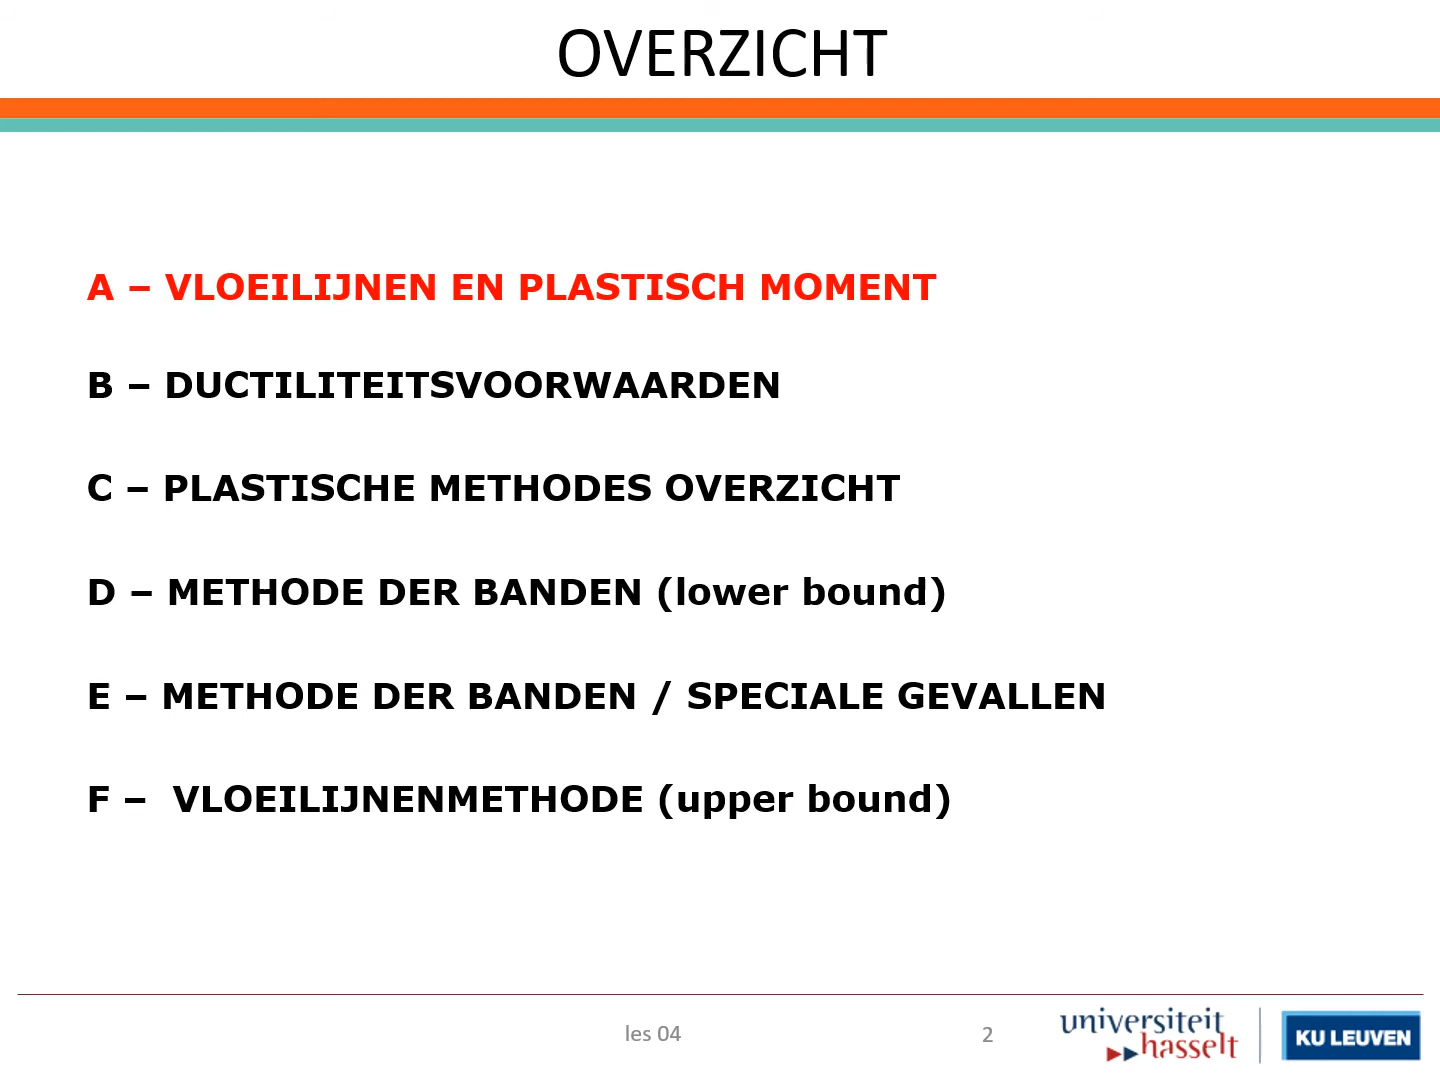 OVERZICHT
A – VLOEILIJNEN EN PLASTISCH MOMENT
B – DUCTILITEITSVOORWAARDEN
C – PLASTISCHE METHODES OVERZICHT
D – METHODE DER BANDEN (lower bound)
E – METHODE DER BANDEN / SPECIALE GEVALLEN
F – VLOEILIJNENMETHODE (upper bound)
les 04
2
universiteit
hasselt
KU LEUVEN